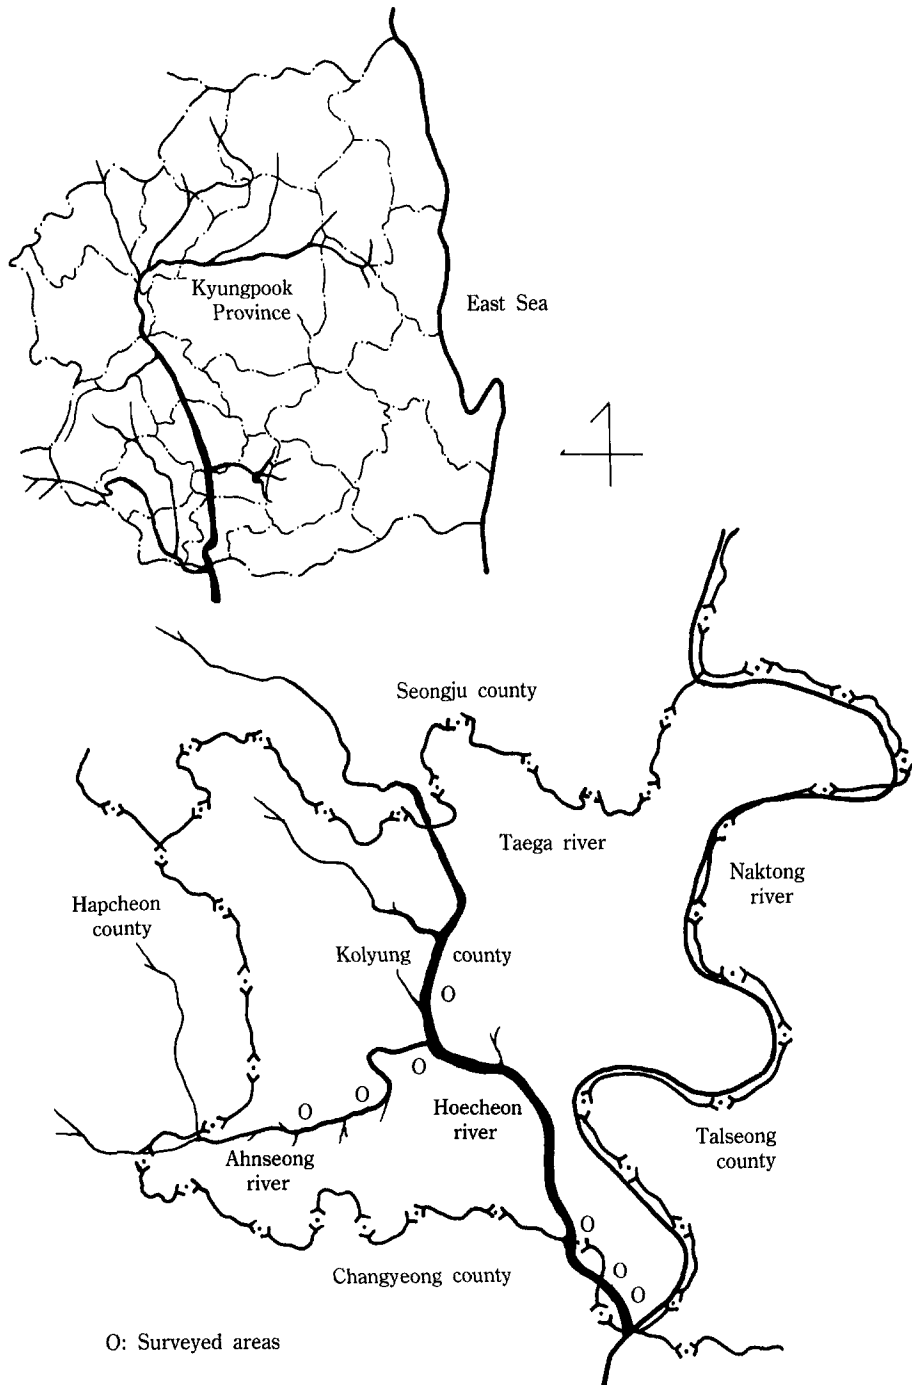 Kyungpook
Province
East Sea
Seongju county
Taega river
Naktong
river
Hapcheon
county
Kolyung county
O
O
O
O
Hoecheon
river
Ahnseong
river
Talseong
county
O
O
O
Changyeong county
O: Surveyed areas